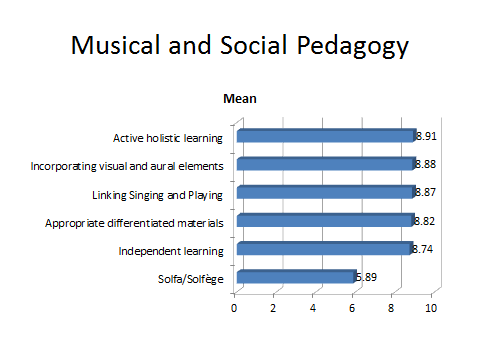 Musical and Social Pedagogy
Mean
Active holistic learning 8.91
Incorporating visual and aural elements 8.88
Linking Singing and Playing 8.87
Appropriate differentiated materials 8.82
Independent learning 8.74
Solfa/Solfège 5.89
0 2 4 6 8 10